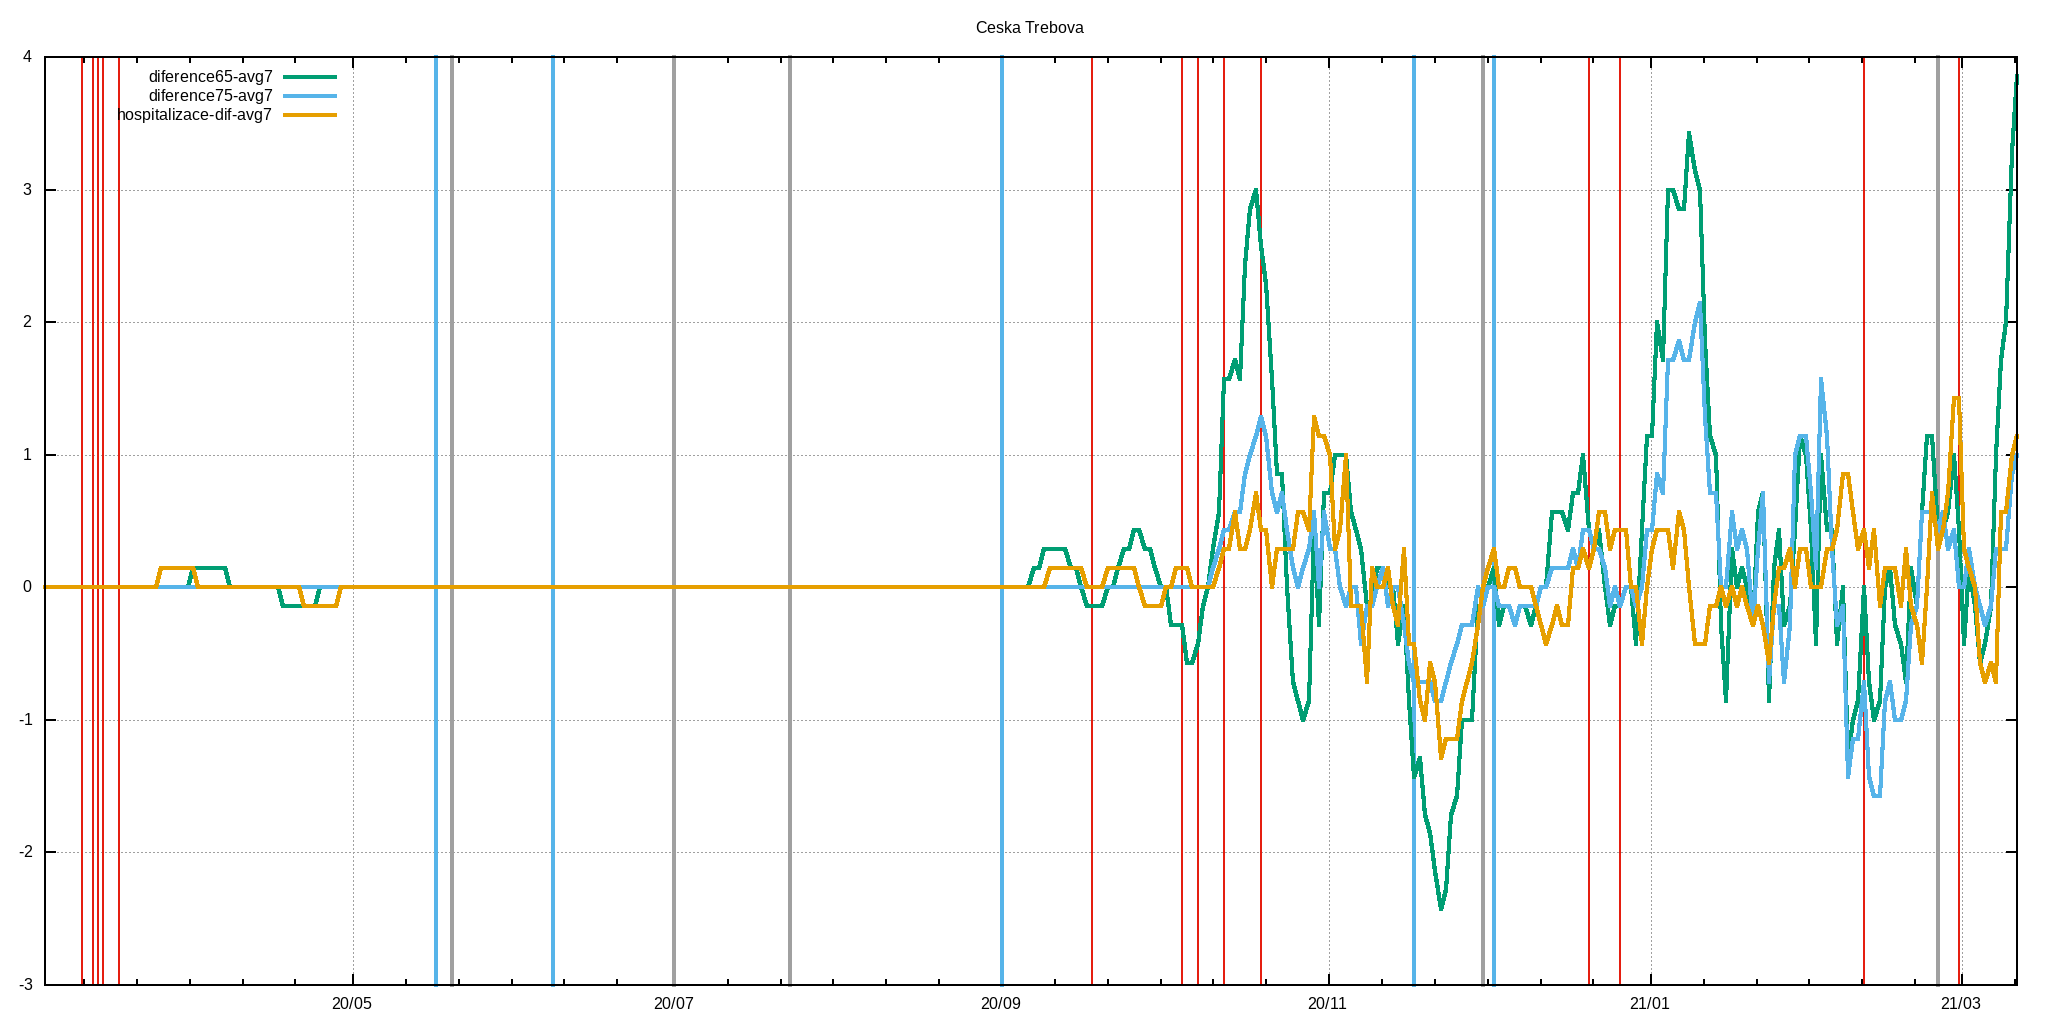 Ceska Trebova
diference65-avg7
diference75-avg7
hospitalizace-dif-avg7
4
3
2
1
0
-1
-2
-3
20/05 20/07 20/09 20/11 21/01 21/03